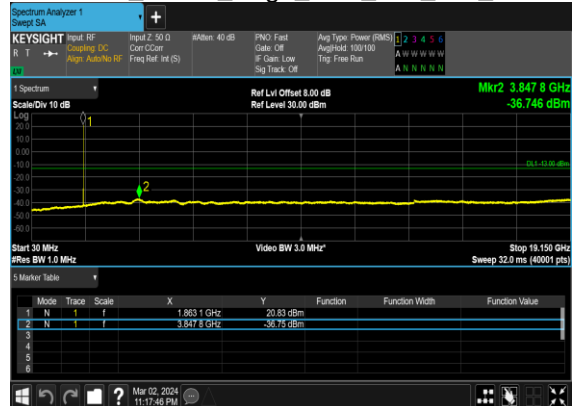 Spectrum Analyzer 1
Swept SA
+
KEYSIGHT Input: RF Input Z: 50 Ω #Atten: 40 dB PNO: Fast Avg Type: Power (RMS) 1 2 3 4 5 6
R T Coupling: DC Corr CCorr Gate: Off Avg|Hold: 100/100 A W W W W W
Align: Auto/No RF Freq Ref: Int (S) IF Gain: Low Trig: Free Run
Sig Track: Off A N N N N N
1 Spectrum
Ref Lvl Offset 8.00 dB Mkr2 3.847 8 GHz
Scale/Div 10 dB Ref Level 30.00 dBm -36.746 dBm
Log
1
20.0
10.0
0.00
-10.0
DL1 -13.00 dBm
-20.0
-30.0
2
-40.0
-50.0
-60.0
Start 30 MHz Video BW 3.0 MHz* Stop 19.150 GHz
#Res BW 1.0 MHz Sweep 32.0 ms (40001 pts)
5 Marker Table
Mode Trace Scale X Y Function Function Width Function Value
1 N 1 f 1.863 1 GHz 20.83 dBm
2 N 1 f 3.847 8 GHz -36.75 dBm
3
4
5
6
? Mar 02, 2024
11:17:46 PM